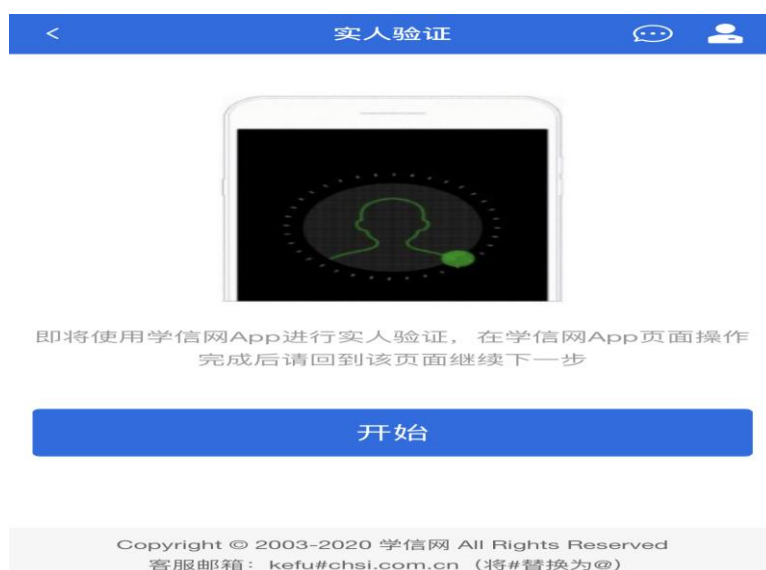 实人验证
即将使用学信网App进行实人验证，在学信网App页面操作
完成后请回到该页面继续下一步
开始
Copyright © 2003-2020 学信网 All Rights Reserved
客服邮箱：kefu#chsi.com.cn（将#替换为@）